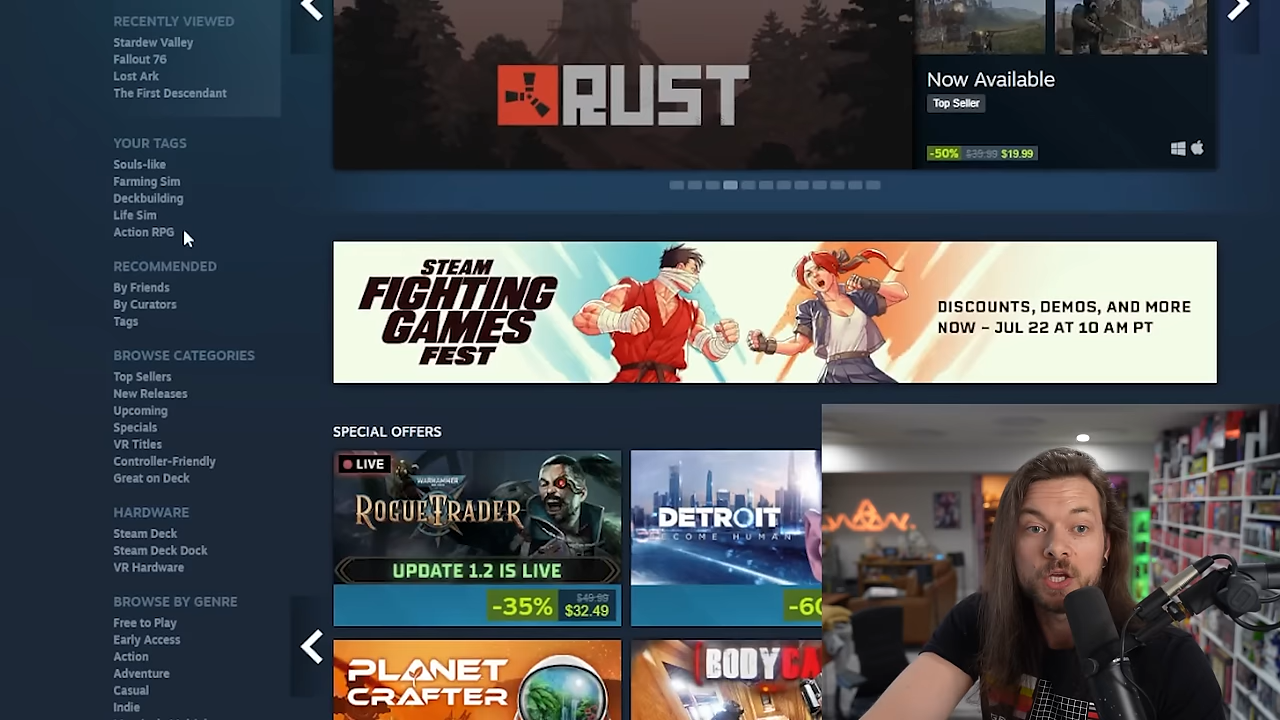 RECENTLY VIEWED
Stardew Valley
Fallout 76
Lost Ark
The First Descendant
YOUR TAGS
Souls-like
Farming Sim
Deckbuilding
Life Sim
Action RPG
RECOMMENDED
By Friends
By Curators
Tags
BROWSE CATEGORIES
Top Sellers
New Releases
Upcoming
Specials
VR Titles
Controller-Friendly
Great on Deck
HARDWARE
Steam Deck
Steam Deck Dock
VR Hardware
BROWSE BY GENRE
Free to Play
Early Access
Action
Adventure
Casual
Indie
RUST
Now Available
Top Seller
-50% $39.99 $19.99
STEAM
FIGHTING
GAMES
FEST
DISCOUNTS, DEMOS, AND MORE
NOW – JUL 22 AT 10 AM PT
SPECIAL OFFERS
LIVE
WARHAMMER
ROGUE TRADER
UPDATE 1.2 IS LIVE
-35% $49.99
$32.49
DETROIT
BECOME HUMAN
PLANET
CRAFTER